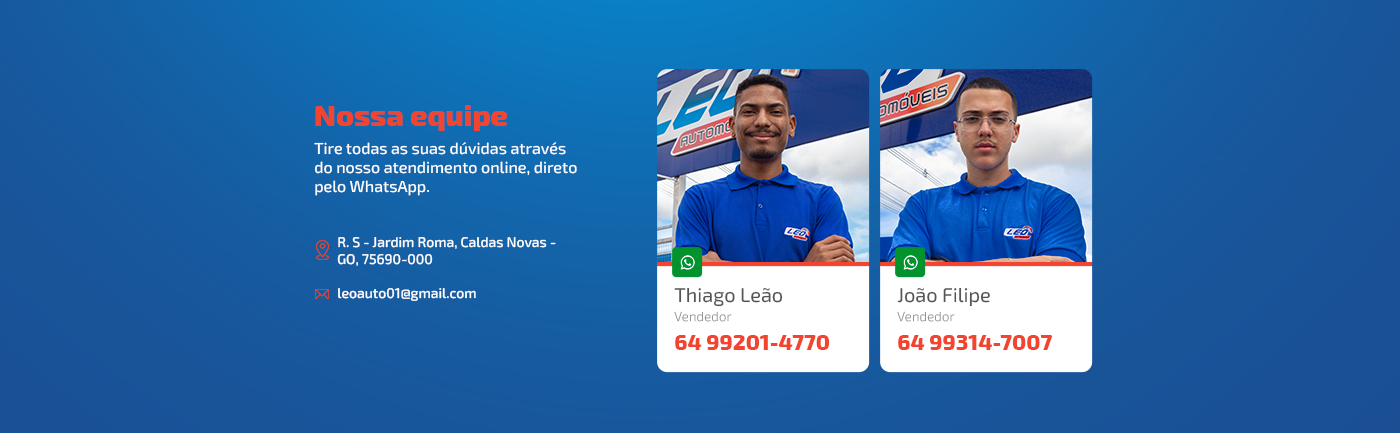 Nossa equipe
Tire todas as suas dúvidas através
do nosso atendimento online, direto
pelo WhatsApp.
R. S - Jardim Roma, Caldas Novas -
GO, 75690-000
leoauto01@gmail.com
LEO
AUTOMÓ
LEO
Thiago Leão
Vendedor
64 99201-4770
OMÓVEIS
LEO
João Filipe
Vendedor
64 99314-7007